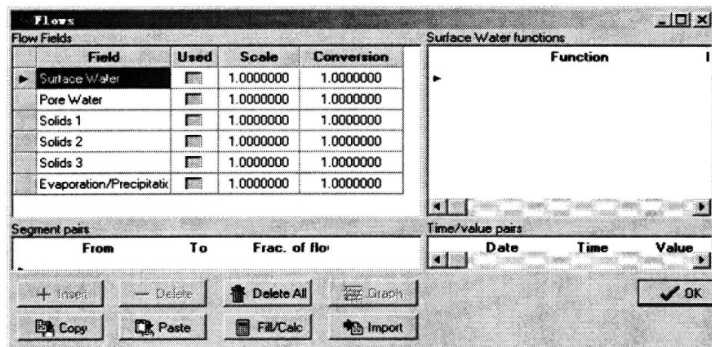 Flows
Flow Fields
Surface Water functions
Field Used Scale Conversion
Surface Water 1.0000000 1.0000000
Pore Water 1.0000000 1.0000000
Solids 1 1.0000000 1.0000000
Solids 2 1.0000000 1.0000000
Solids 3 1.0000000 1.0000000
Evaporation/Precipitatic 1.0000000 1.0000000
Function I
Segment pairs
From To Frac. of flo
Time/value pairs
Date Time Value
+ Insert - Delete Delete All Graph
OK
Copy Paste Fill/Calc Import